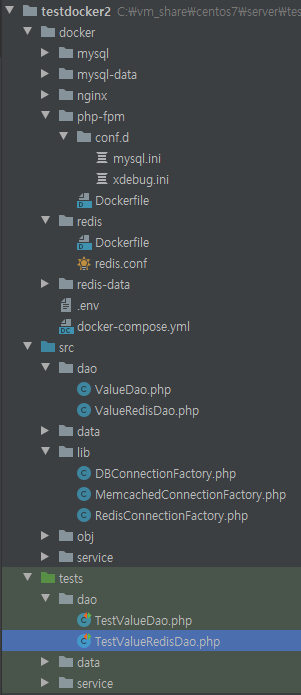 testdocker2 C:₩vm_share₩centos7₩server₩tes
docker
mysql
mysql-data
nginx
php-fpm
conf.d
mysql.ini
xdebug.ini
Dockerfile
redis
Dockerfile
redis.conf
redis-data
.env
docker-compose.yml
src
dao
ValueDao.php
ValueRedisDao.php
data
lib
DBConnectionFactory.php
MemcachedConnectionFactory.php
RedisConnectionFactory.php
obj
service
tests
dao
TestValueDao.php
TestValueRedisDao.php
data
service